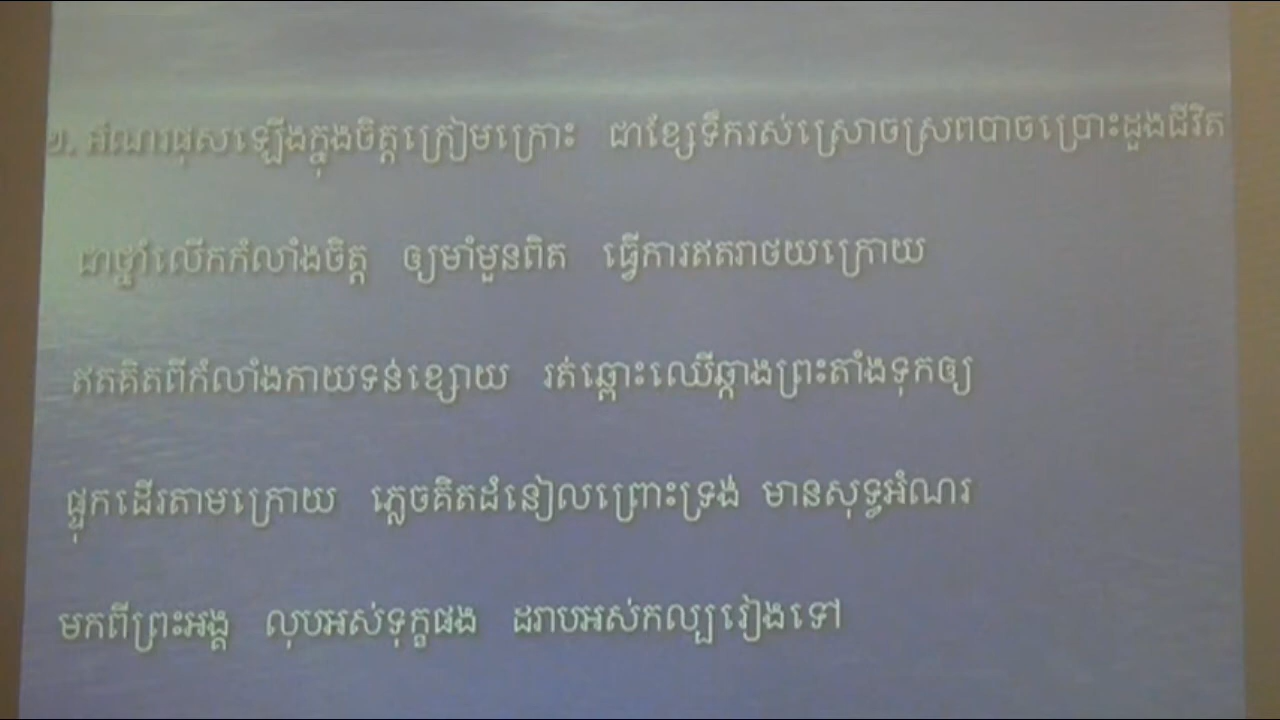 ២. អំណរផុសឡើងក្នុងចិត្តក្រៀមក្រោះ ជាខ្សែទឹករស់ស្រោចស្រពបាចប្រោះដួងជីវិត
ជាថ្នាំលើកកំលាំងចិត្ត ឲ្យមាំមួនពិត ធ្វើការឥតរាថយក្រោយ
ឥតគិតពីកំលាំងកាយទន់ខ្សោយ រត់ឆ្ពោះឈើឆ្កាងព្រះតាំងទុកឲ្យ
ផ្ទុកដើរតាមក្រោយ ភ្លេចគិតដំនៀលព្រោះទ្រង់ មានសុទ្ធអំណរ
មកពីព្រះអង្គ លុបអស់ទុក្ខផង ដរាបអស់កល្បរៀងទៅ